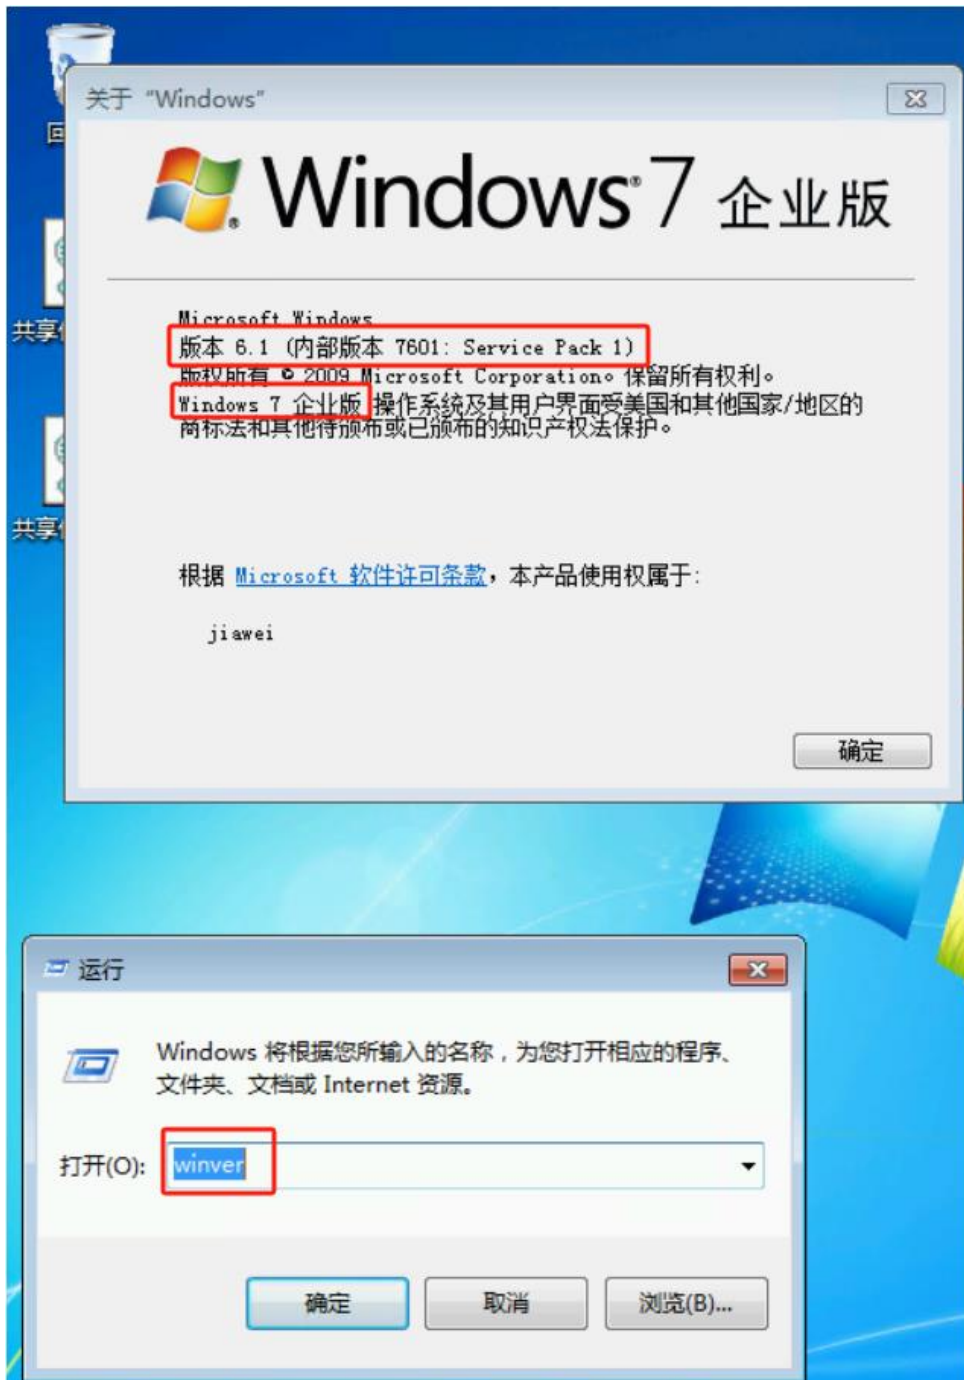 回
关于 “Windows”
Windows® 7 企业版
共享
Microsoft Windows
版本 6.1 (内部版本 7601: Service Pack 1)
版权所有 © 2009 Microsoft Corporation。保留所有权利。
Windows 7 企业版 操作系统及其用户界面受美国和其他国家/地区的
商标法和其他待颁布或已颁布的知识产权法保护。
共享
根据 Microsoft 软件许可条款，本产品使用权属于:
jiawei
确定
运行
Windows 将根据您所输入的名称，为您打开相应的程序、
文件夹、文档或 Internet 资源。
打开(O): winver
确定 取消 浏览(B)...